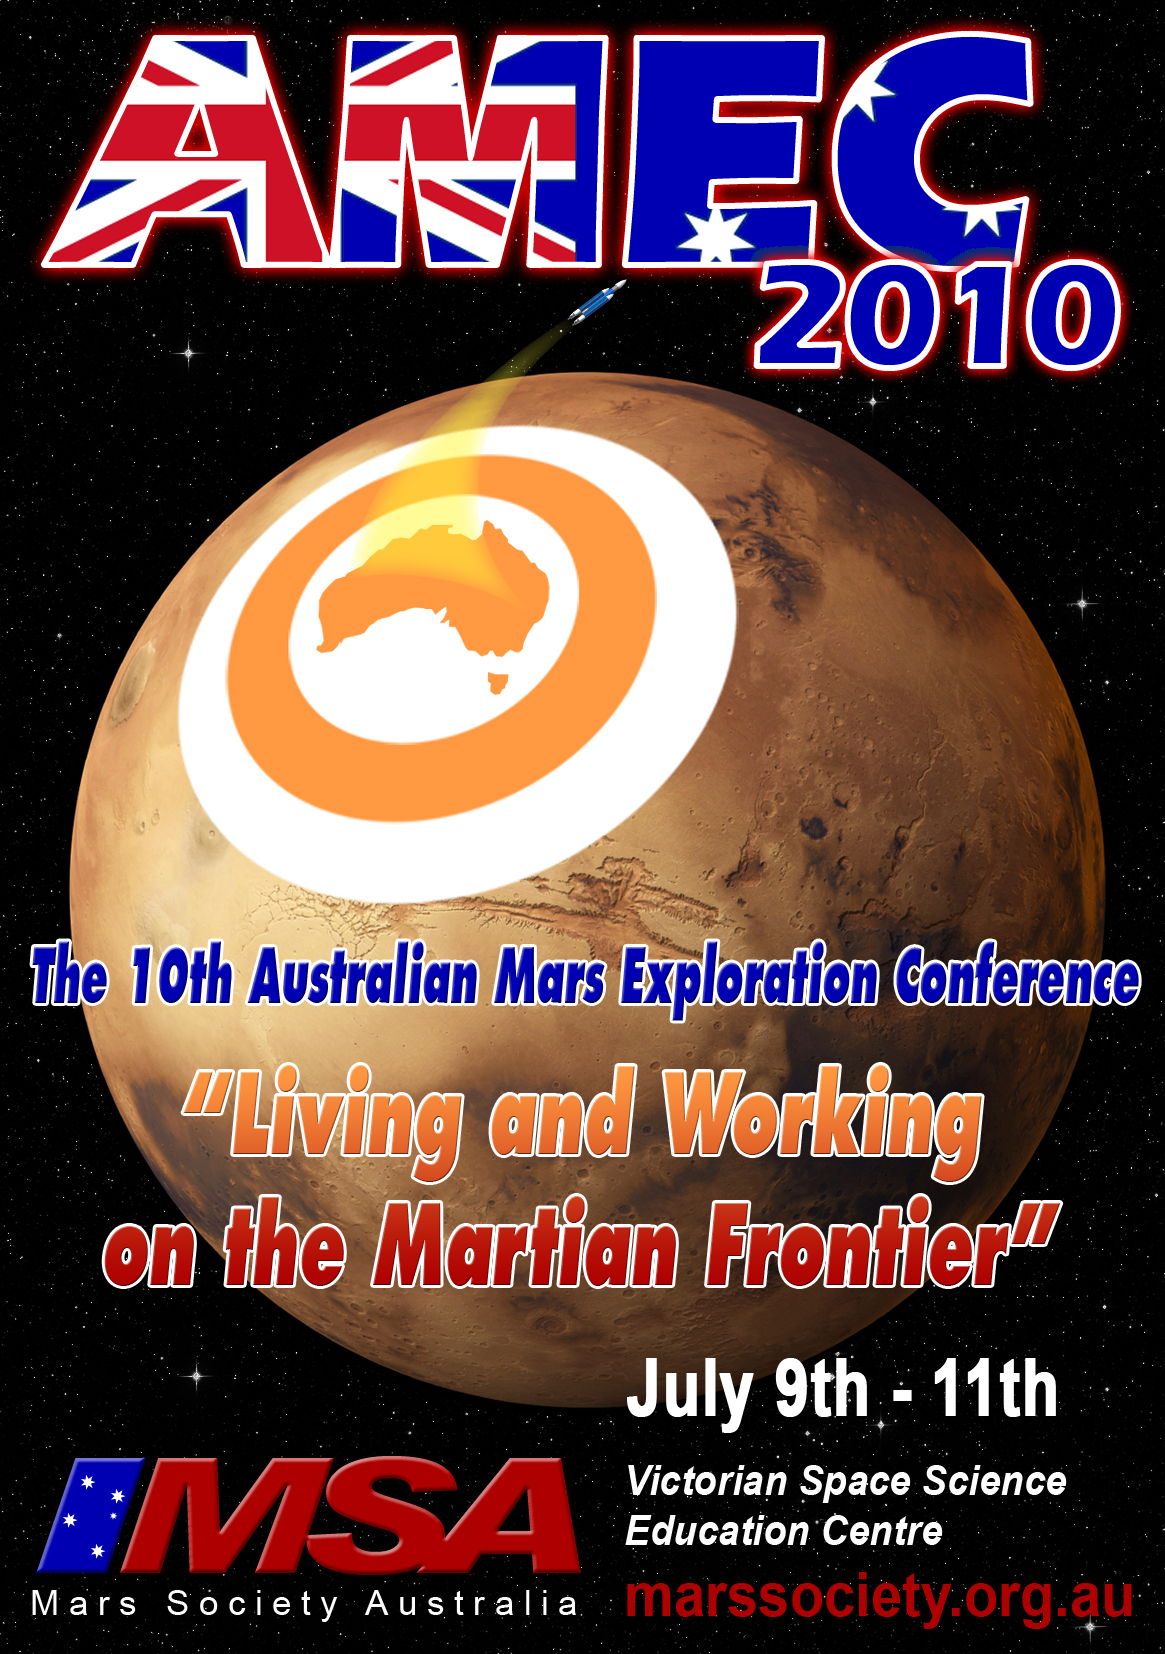 AMEC
2010
The 10th Australian Mars Exploration Conference
“Living and Working
on the Martian Frontier”
July 9th - 11th
Victorian Space Science
Education Centre
marssociety.org.au
MSA
Mars Society Australia